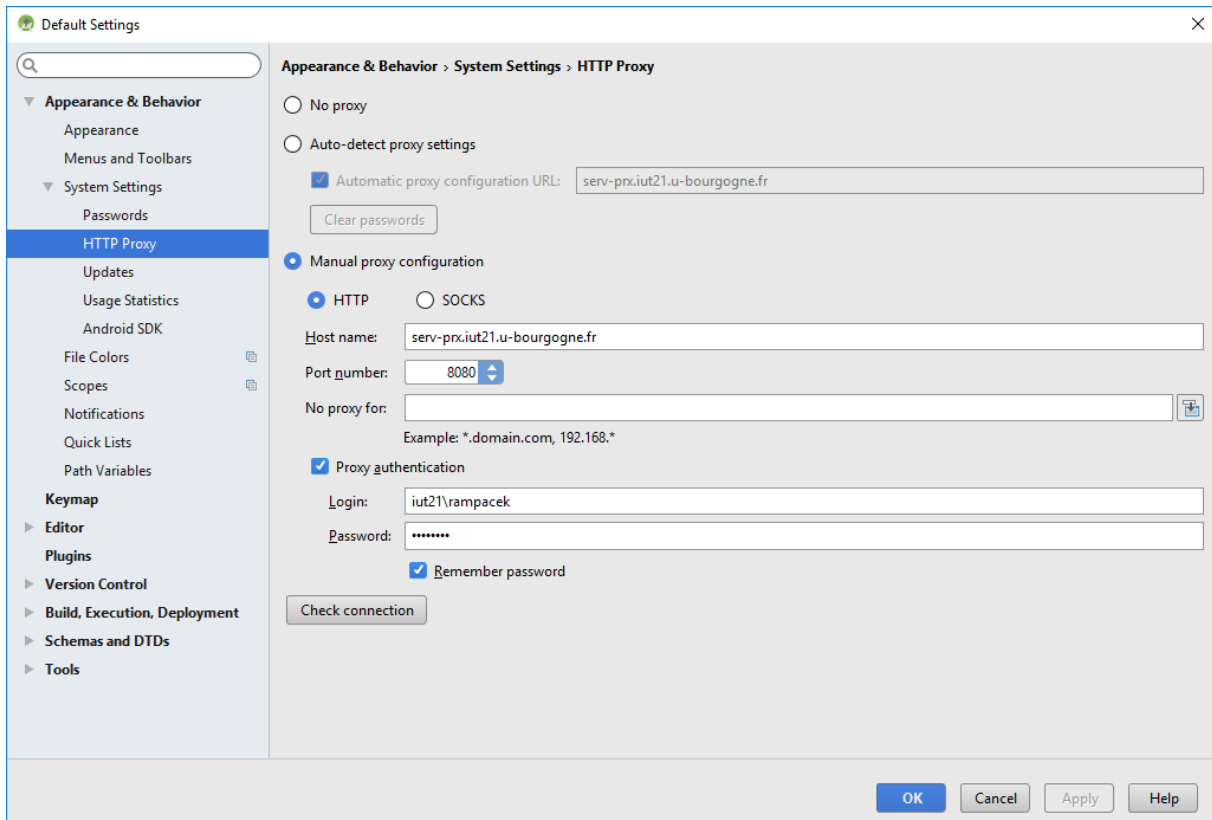 Default Settings
Appearance & Behavior
Appearance
Menus and Toolbars
System Settings
Passwords
HTTP Proxy
Updates
Usage Statistics
Android SDK
File Colors
Scopes
Notifications
Quick Lists
Path Variables
Keymap
Editor
Plugins
Version Control
Build, Execution, Deployment
Schemas and DTDs
Tools
Appearance & Behavior › System Settings › HTTP Proxy
No proxy
Auto-detect proxy settings
Automatic proxy configuration URL: serv-prx.iut21.u-bourgogne.fr
Clear passwords
Manual proxy configuration
HTTP SOCKS
Host name: serv-prx.iut21.u-bourgogne.fr
Port number: 8080
No proxy for:
Example: *.domain.com, 192.168.*
Proxy authentication
Login: iut21\rampacek
Password: ••••••••
Remember password
Check connection
OK Cancel Apply Help